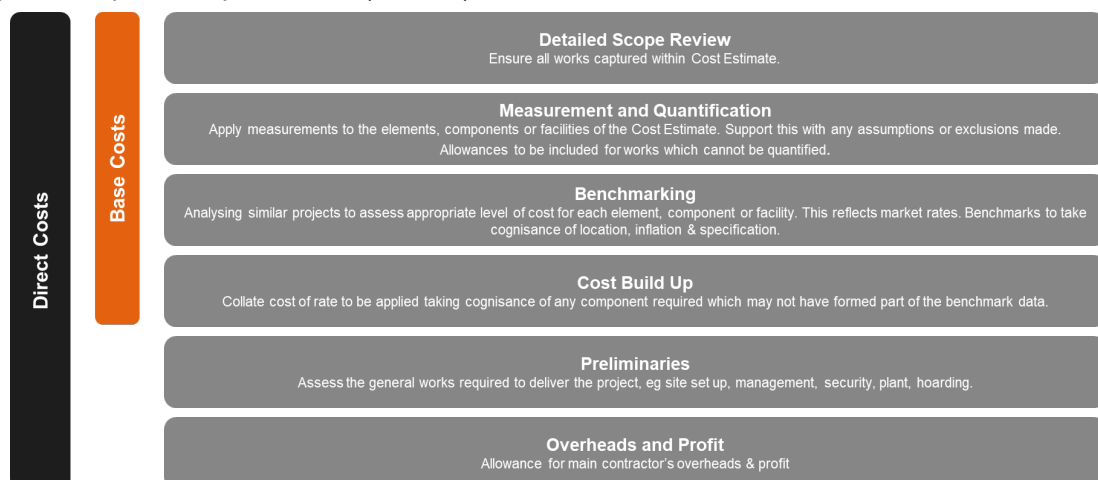 Direct Costs
Base Costs
Detailed Scope Review
Ensure all works captured within Cost Estimate.
Measurement and Quantification
Apply measurements to the elements, components or facilities of the Cost Estimate. Support this with any assumptions or exclusions made.
Allowances to be included for works which cannot be quantified.
Benchmarking
Analysing similar projects to assess appropriate level of cost for each element, component or facility. This reflects market rates. Benchmarks to take
cognisance of location, inflation & specification.
Cost Build Up
Collate cost of rate to be applied taking cognisance of any component required which may not have formed part of the benchmark data.
Preliminaries
Assess the general works required to deliver the project, eg site set up, management, security, plant, hoarding.
Overheads and Profit
Allowance for main contractor's overheads & profit